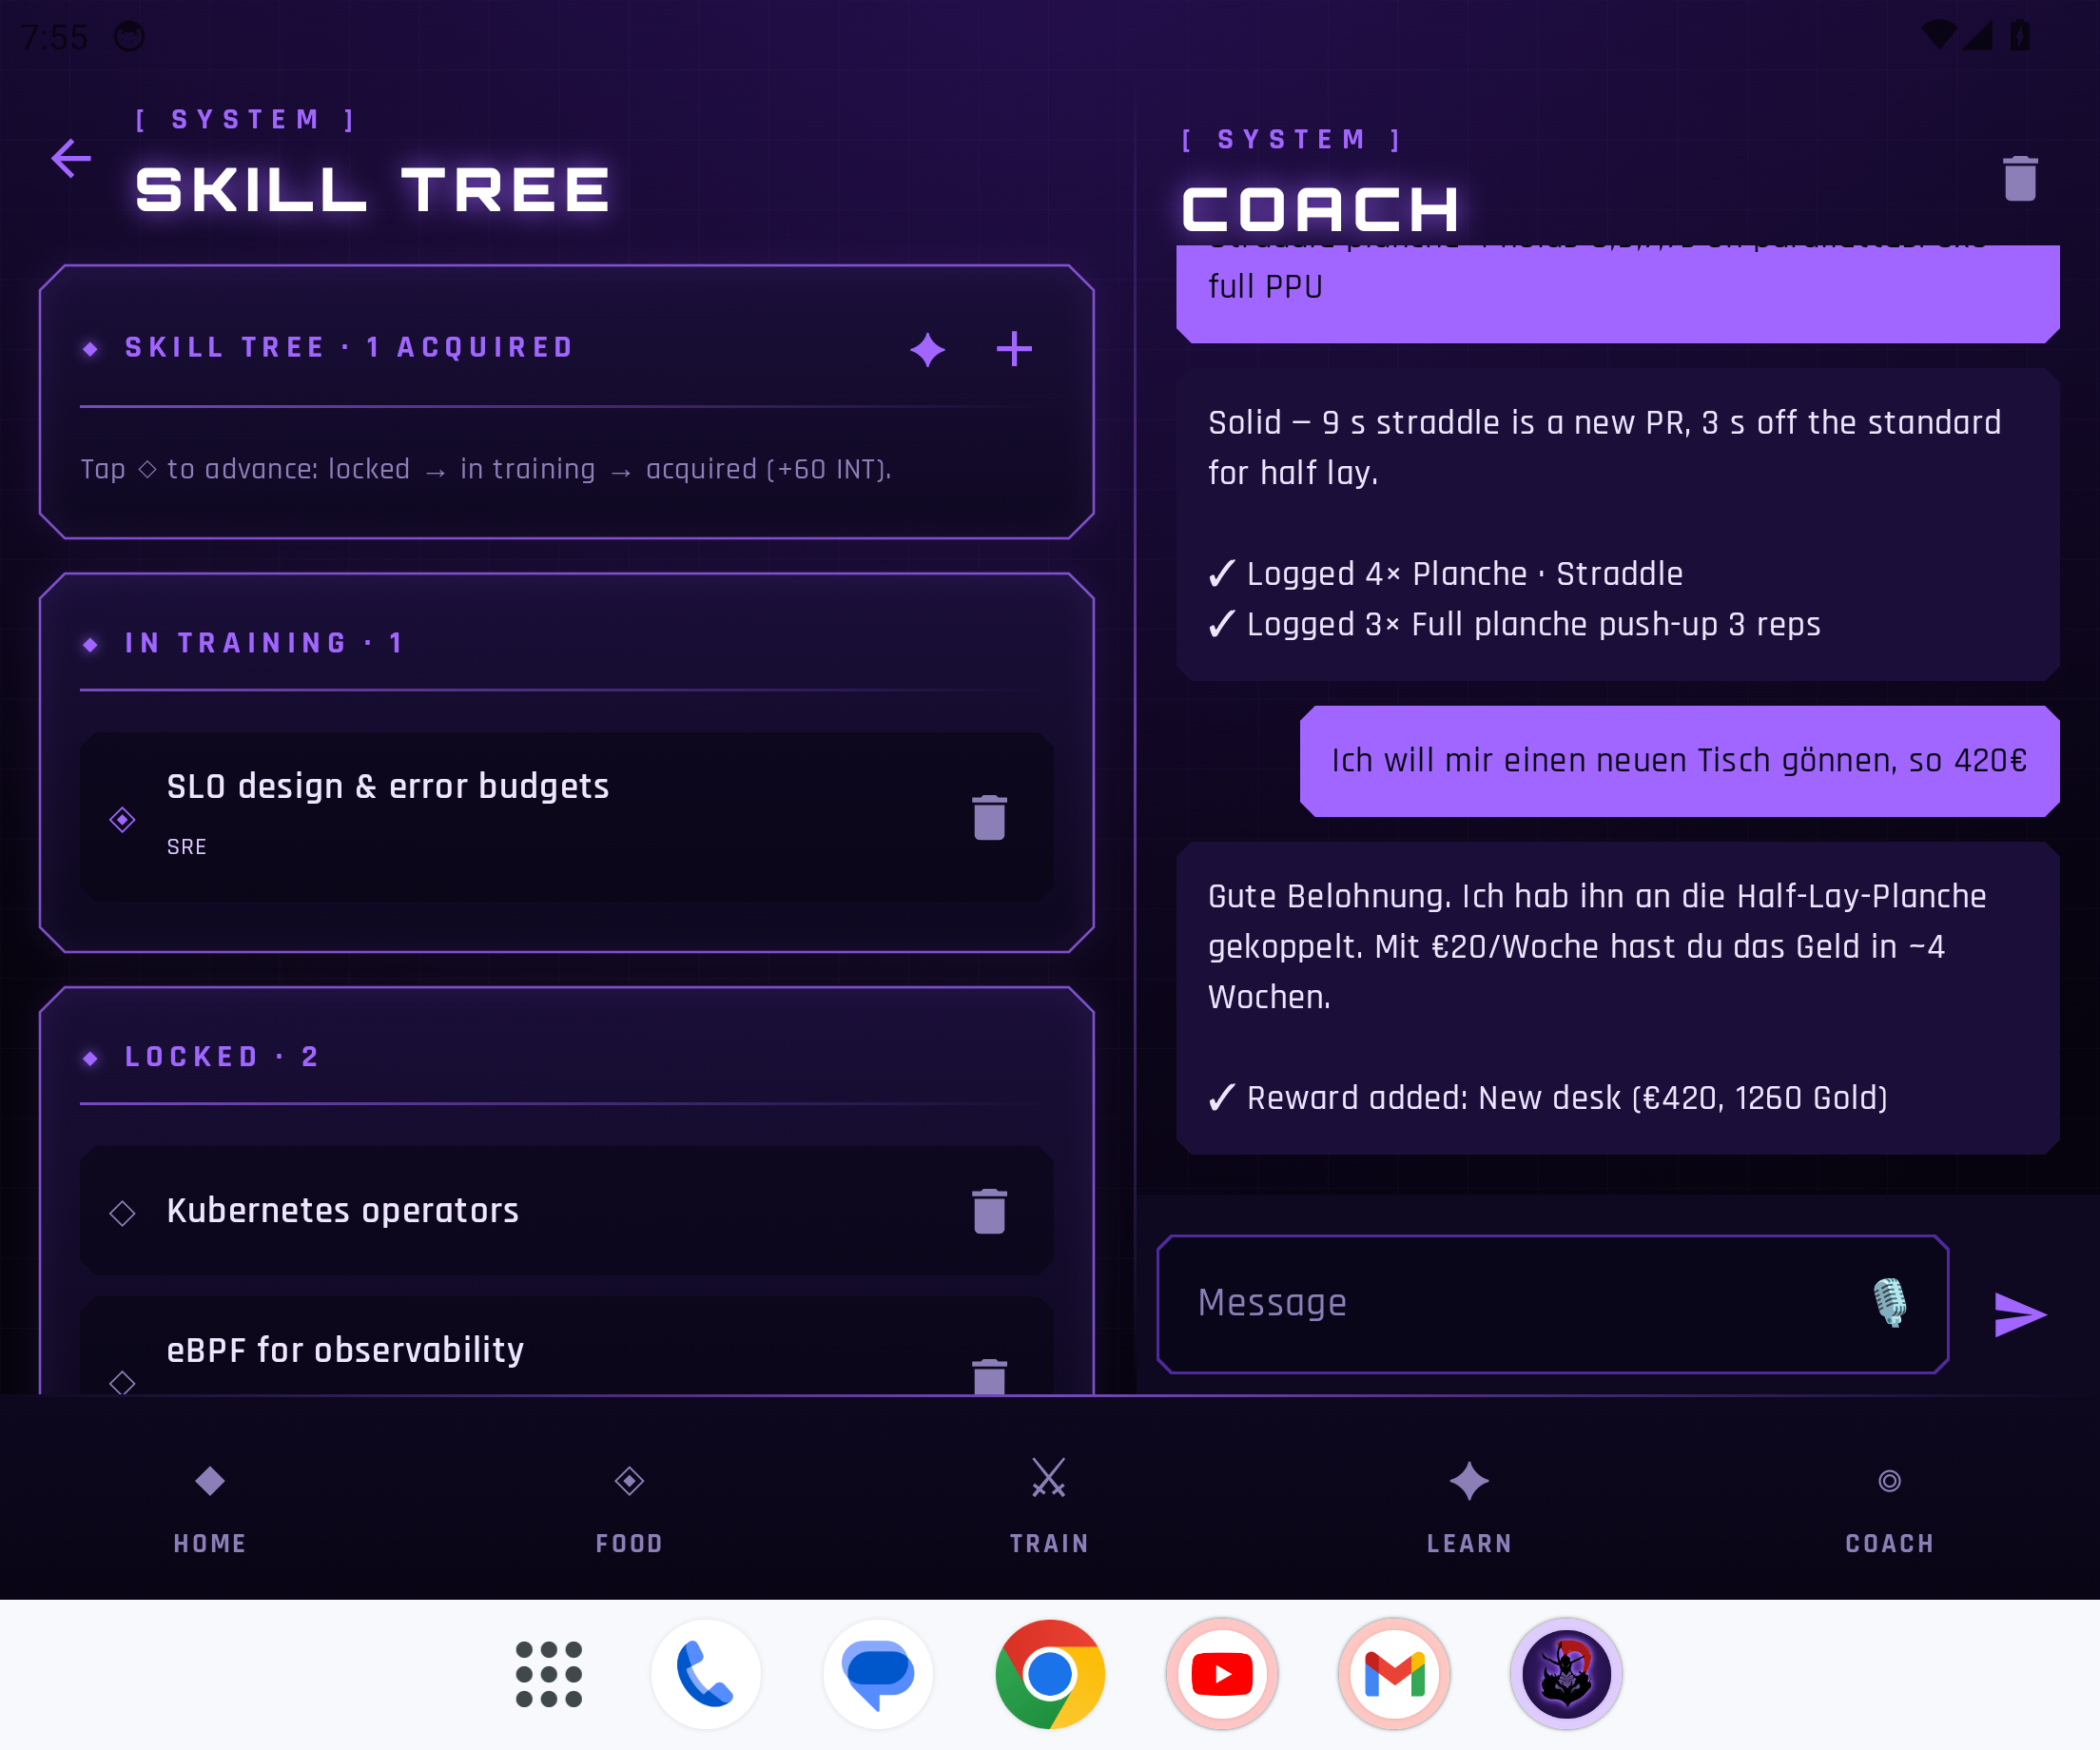 7:55
[ SYSTEM ]
SKILL TREE
SKILL TREE · 1 ACQUIRED
Tap ◇ to advance: locked → in training → acquired (+60 INT).
IN TRAINING · 1
SLO design & error budgets
SRE
LOCKED · 2
Kubernetes operators
eBPF for observability
[ SYSTEM ]
COACH
full PPU
Solid – 9 s straddle is a new PR, 3 s off the standard
for half lay.
✓ Logged 4× Planche · Straddle
✓ Logged 3× Full planche push-up 3 reps
Ich will mir einen neuen Tisch gönnen, so 420€
Gute Belohnung. Ich hab ihn an die Half-Lay-Planche
gekoppelt. Mit €20/Woche hast du das Geld in ~4
Wochen.
✓ Reward added: New desk (€420, 1260 Gold)
Message
HOME
FOOD
TRAIN
LEARN
COACH